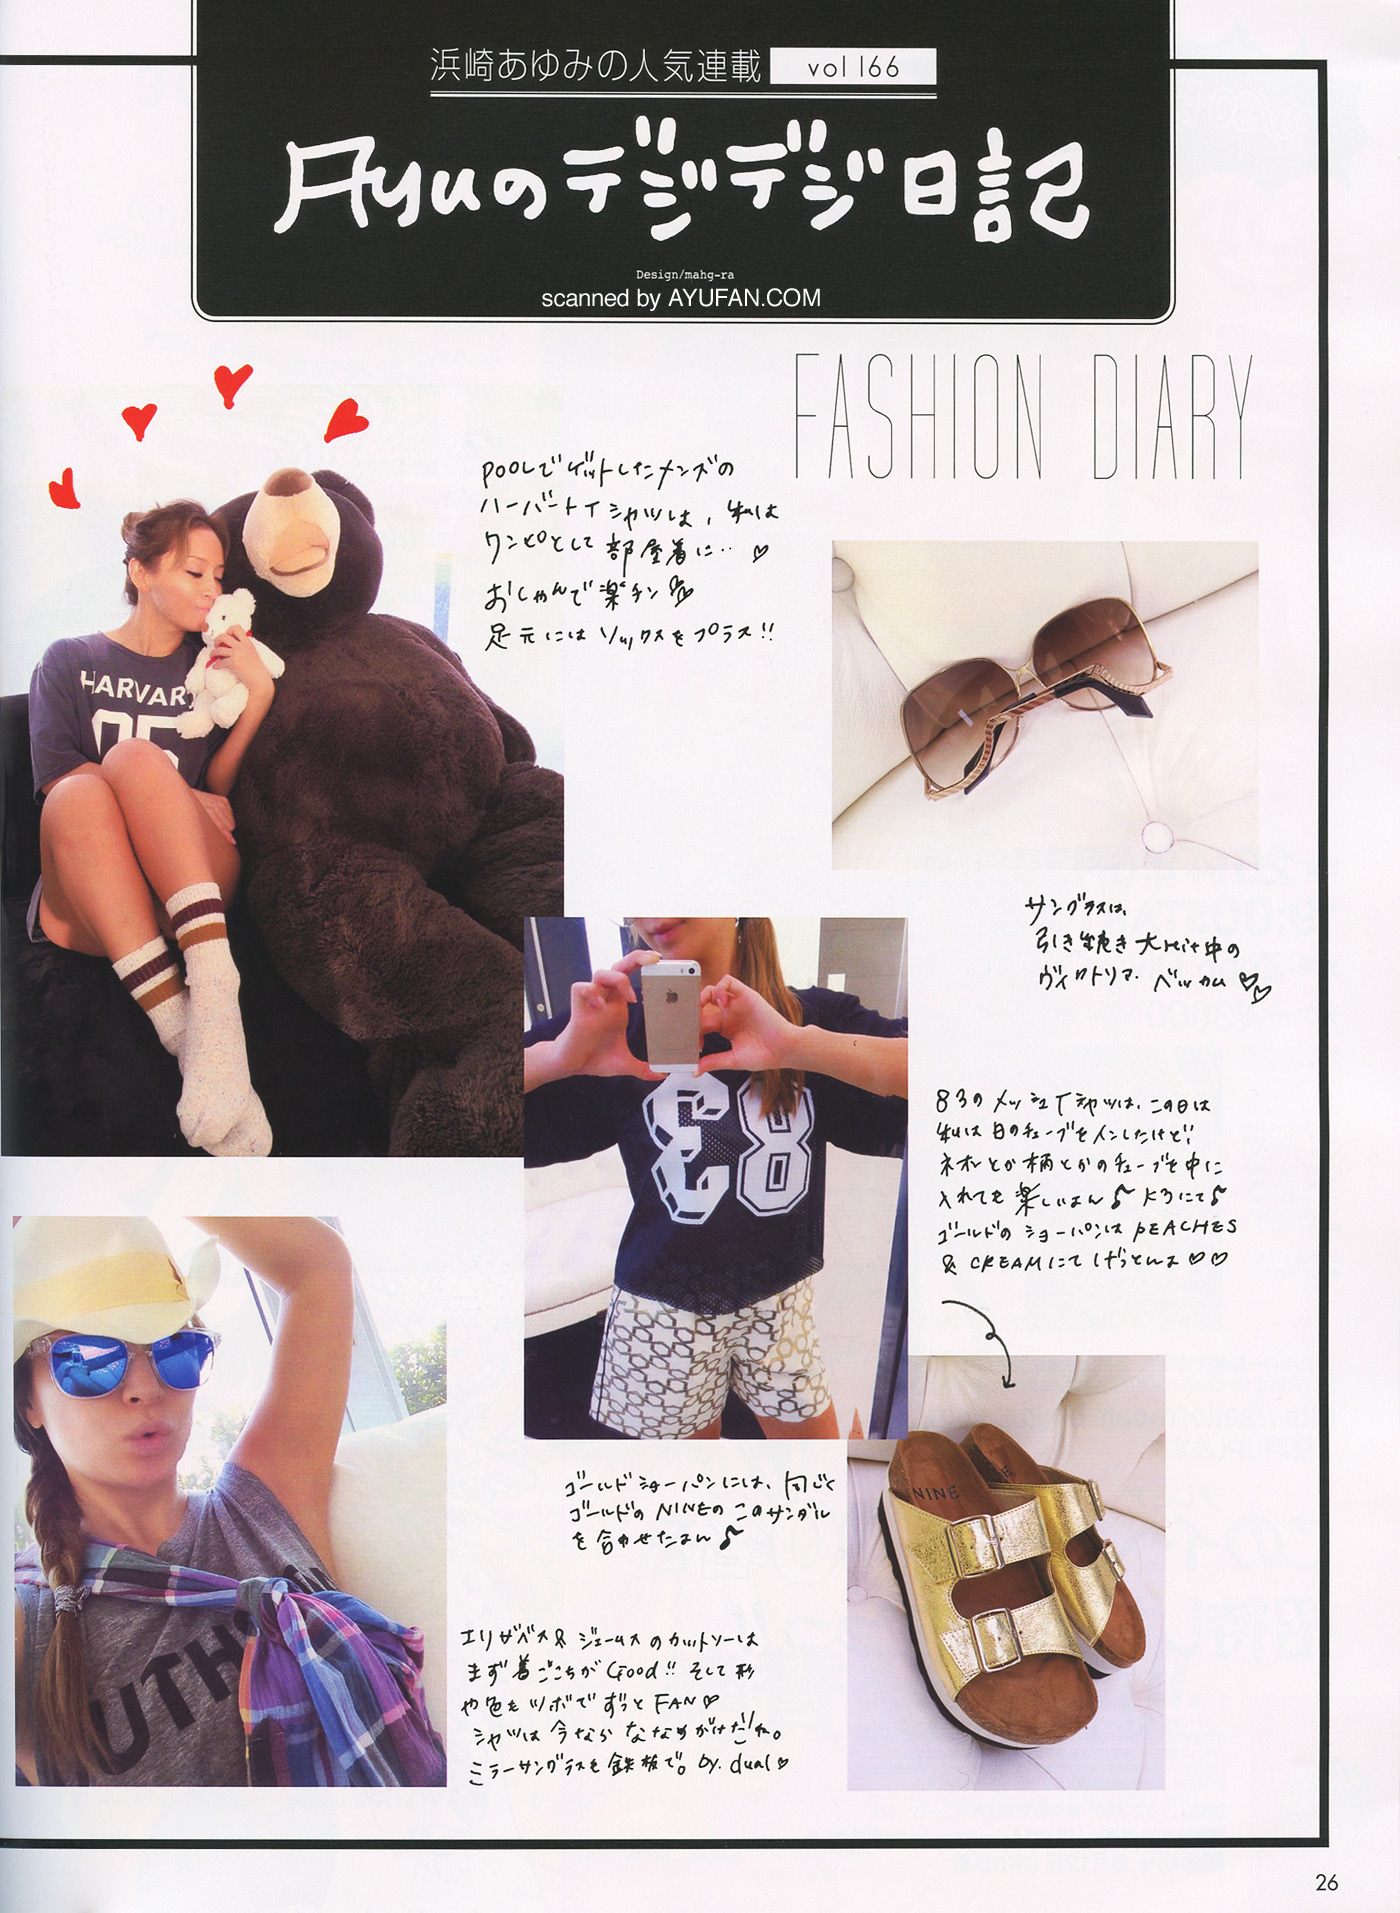 浜崎あゆみの人気連載
vol 166
Ayuのデジデジ日記
Design/mahg-ra
scanned by AYUFAN.COM
FASHION DIARY
POOLでゲットしたメンズの
ハーバートTシャツは、私は
ワンピとして部屋着に…♡
おしゃんで楽チン
足元にはソックスをプラス!!
HARVAR
サングラスは、
引き続き大Hit中の
ヴィクトリア・ベッカム♡♡
83のメッシュTシャツは、この日は
私は白のチューブをインしたけど!
ネオンとか柄とかのチューブを中に
入れても楽しいよん♪K3にて♪
ゴールドのショーパンはPEACHES
& CREAMにてげっとんよ♡♡
83
ゴールドショーパンには、同じく
ゴールドのNINEのこのサンダル
を合わせたよん♪
NINE
エリザベス&ジェームスのカットソーは
まず着ごこちがGood!!そして形
や色もツボでずっとFAN♡
シャツは今ならななめがけだね。
ミラーサングラスも鉄板で。by. dual♡
UTH
26